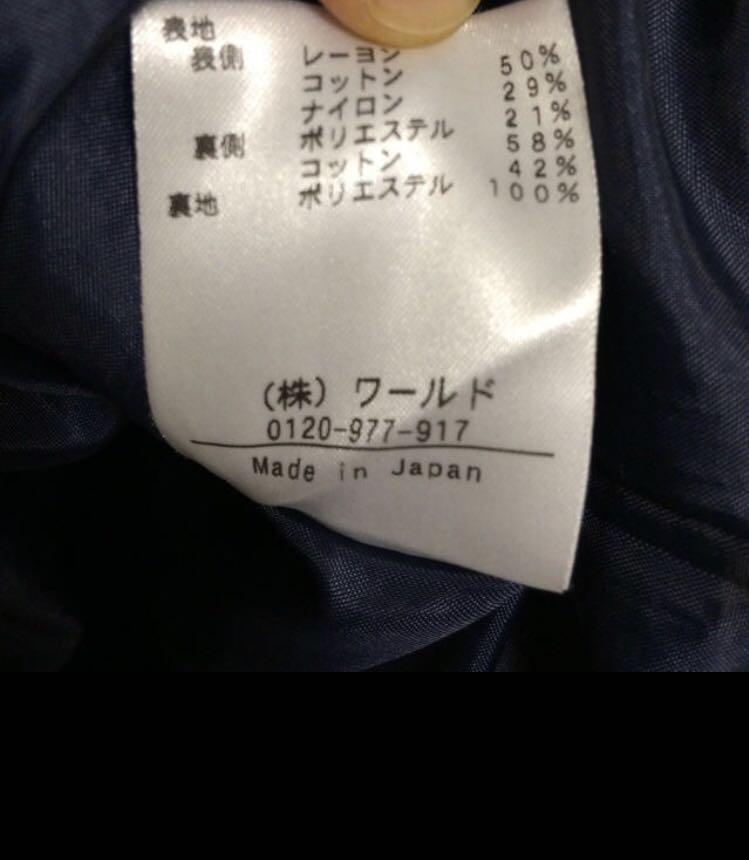 表地
表側 レーヨン 50%
コットン 29%
ナイロン 21%
裏側 ポリエステル 58%
コットン 42%
裏地 ポリエステル 100%
(株) ワールド
0120-977-917
Made in Japan